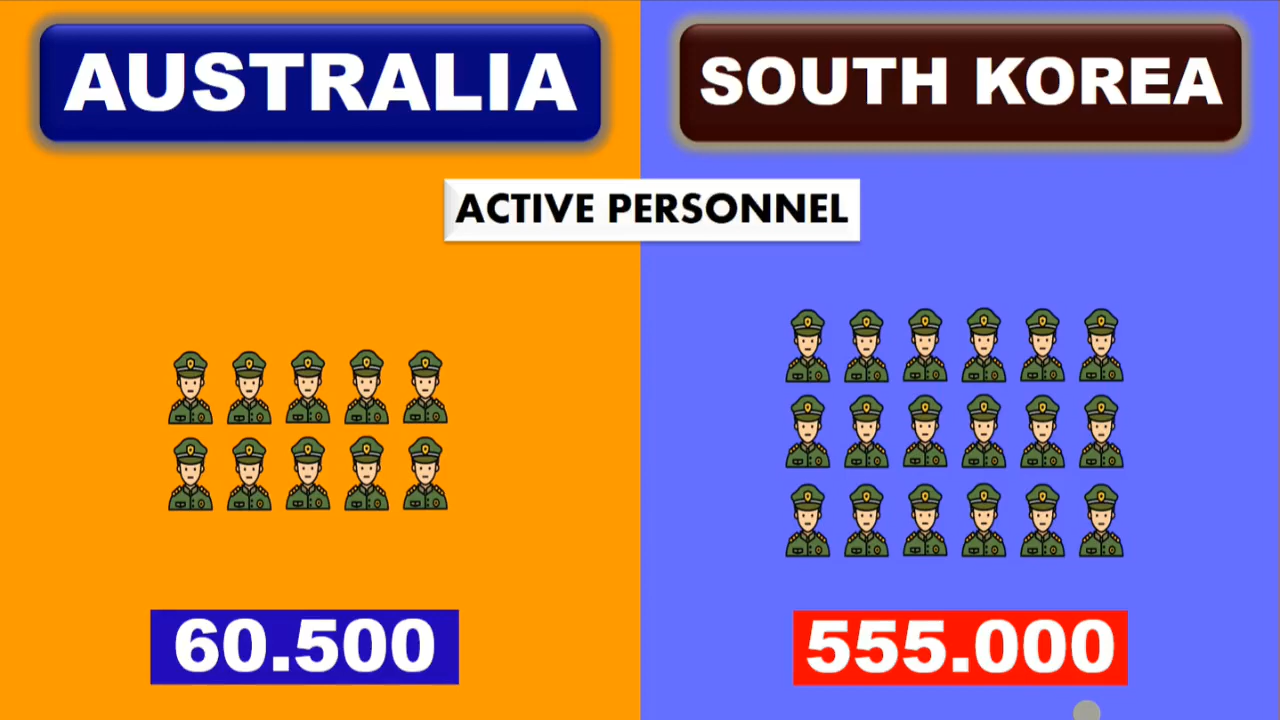 AUSTRALIA
SOUTH KOREA
ACTIVE PERSONNEL
60.500
555.000